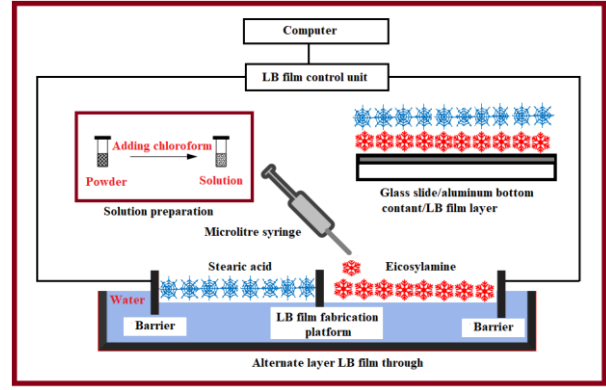 Computer
LB film control unit
Adding chloroform
Powder
Solution
Solution preparation
Glass slide/aluminum bottom
contant/LB film layer
Microlitre syringe
Stearic acid
Eicosylamine
Water
Barrier
LB film fabrication
platform
Barrier
Alternate layer LB film through